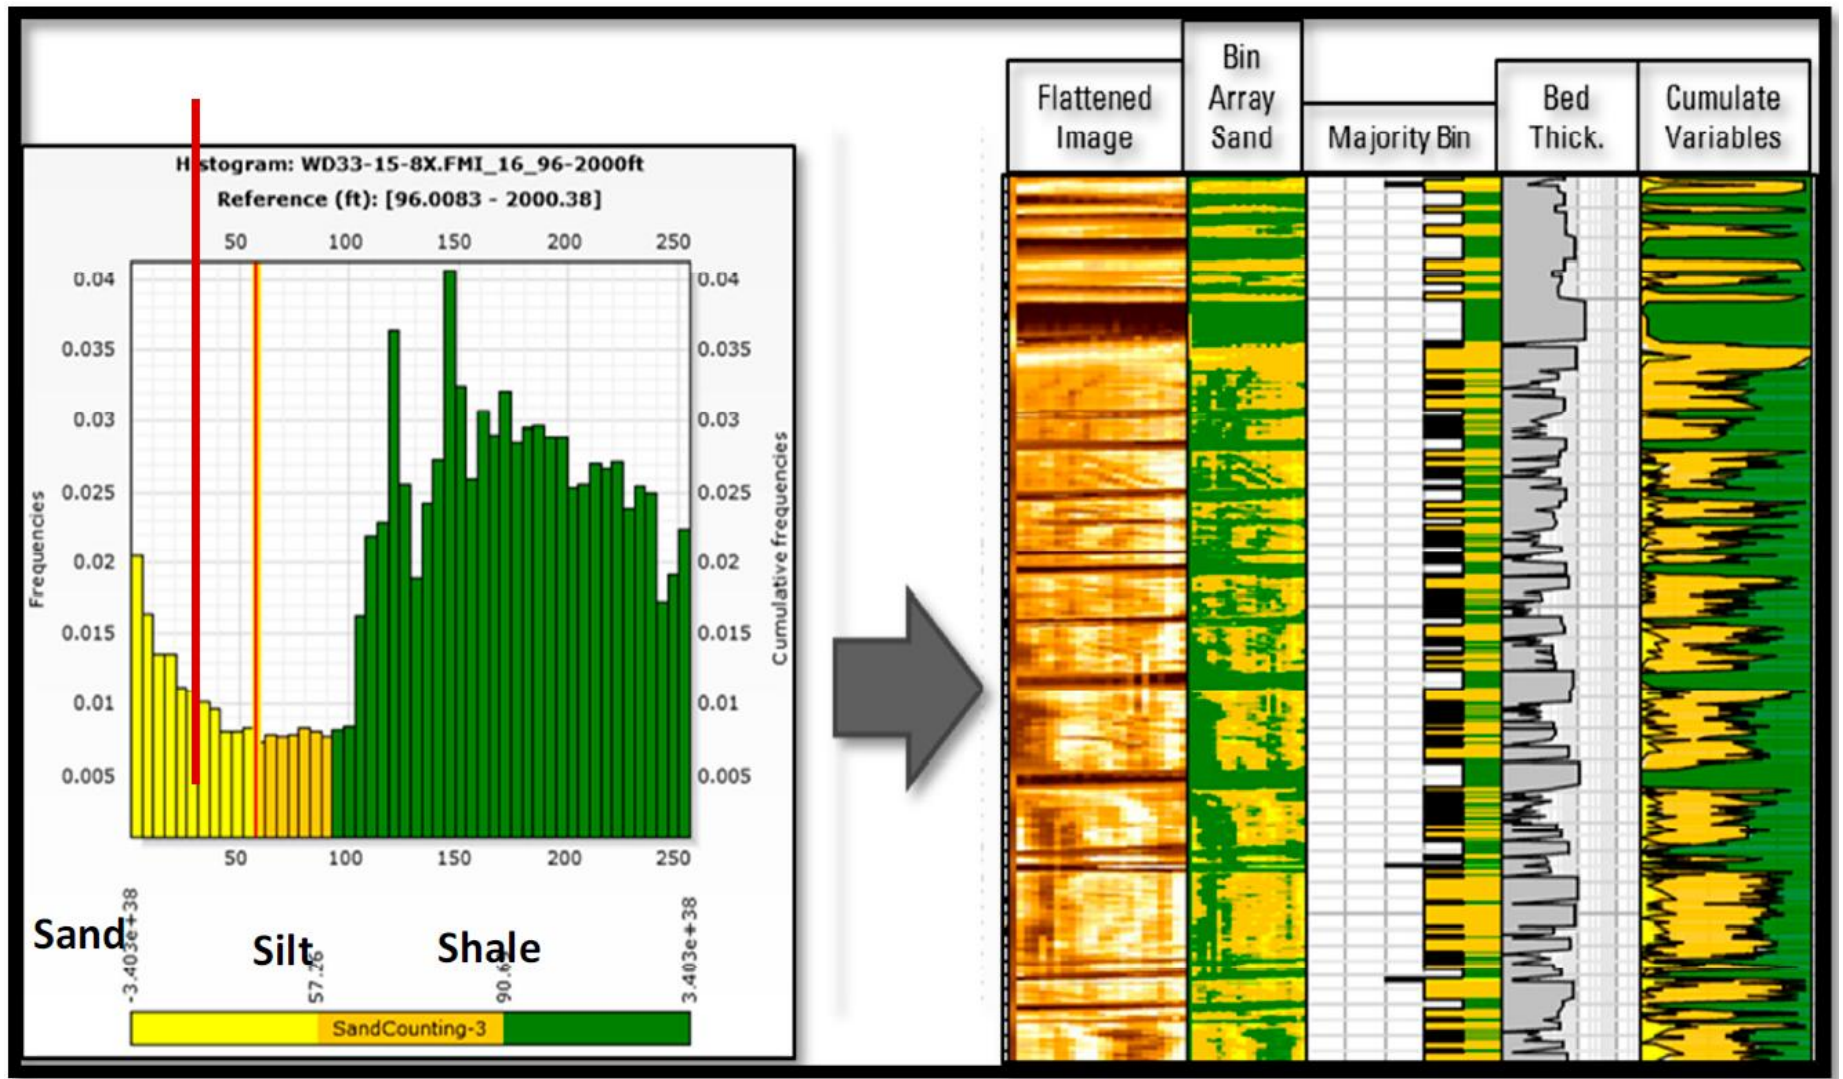 Histogram: WD33-15-8X.FMI_16_96-2000ft
Reference (ft): [96.0083 - 2000.38]
50 100 150 200 250
0.04 0.04
0.035 0.035
0.03 0.03
0.025 0.025
0.02 0.02
0.015 0.015
0.01 0.01
0.005 0.005
Frequencies
Cumulative frequencies
50 100 150 200 250
Sand
Silt
Shale
-3.403e+38
57.26
3.403e+38
SandCounting-3
Flattened
Image
Bin
Array
Sand
Majority Bin
Bed
Thick.
Cumulate
Variables